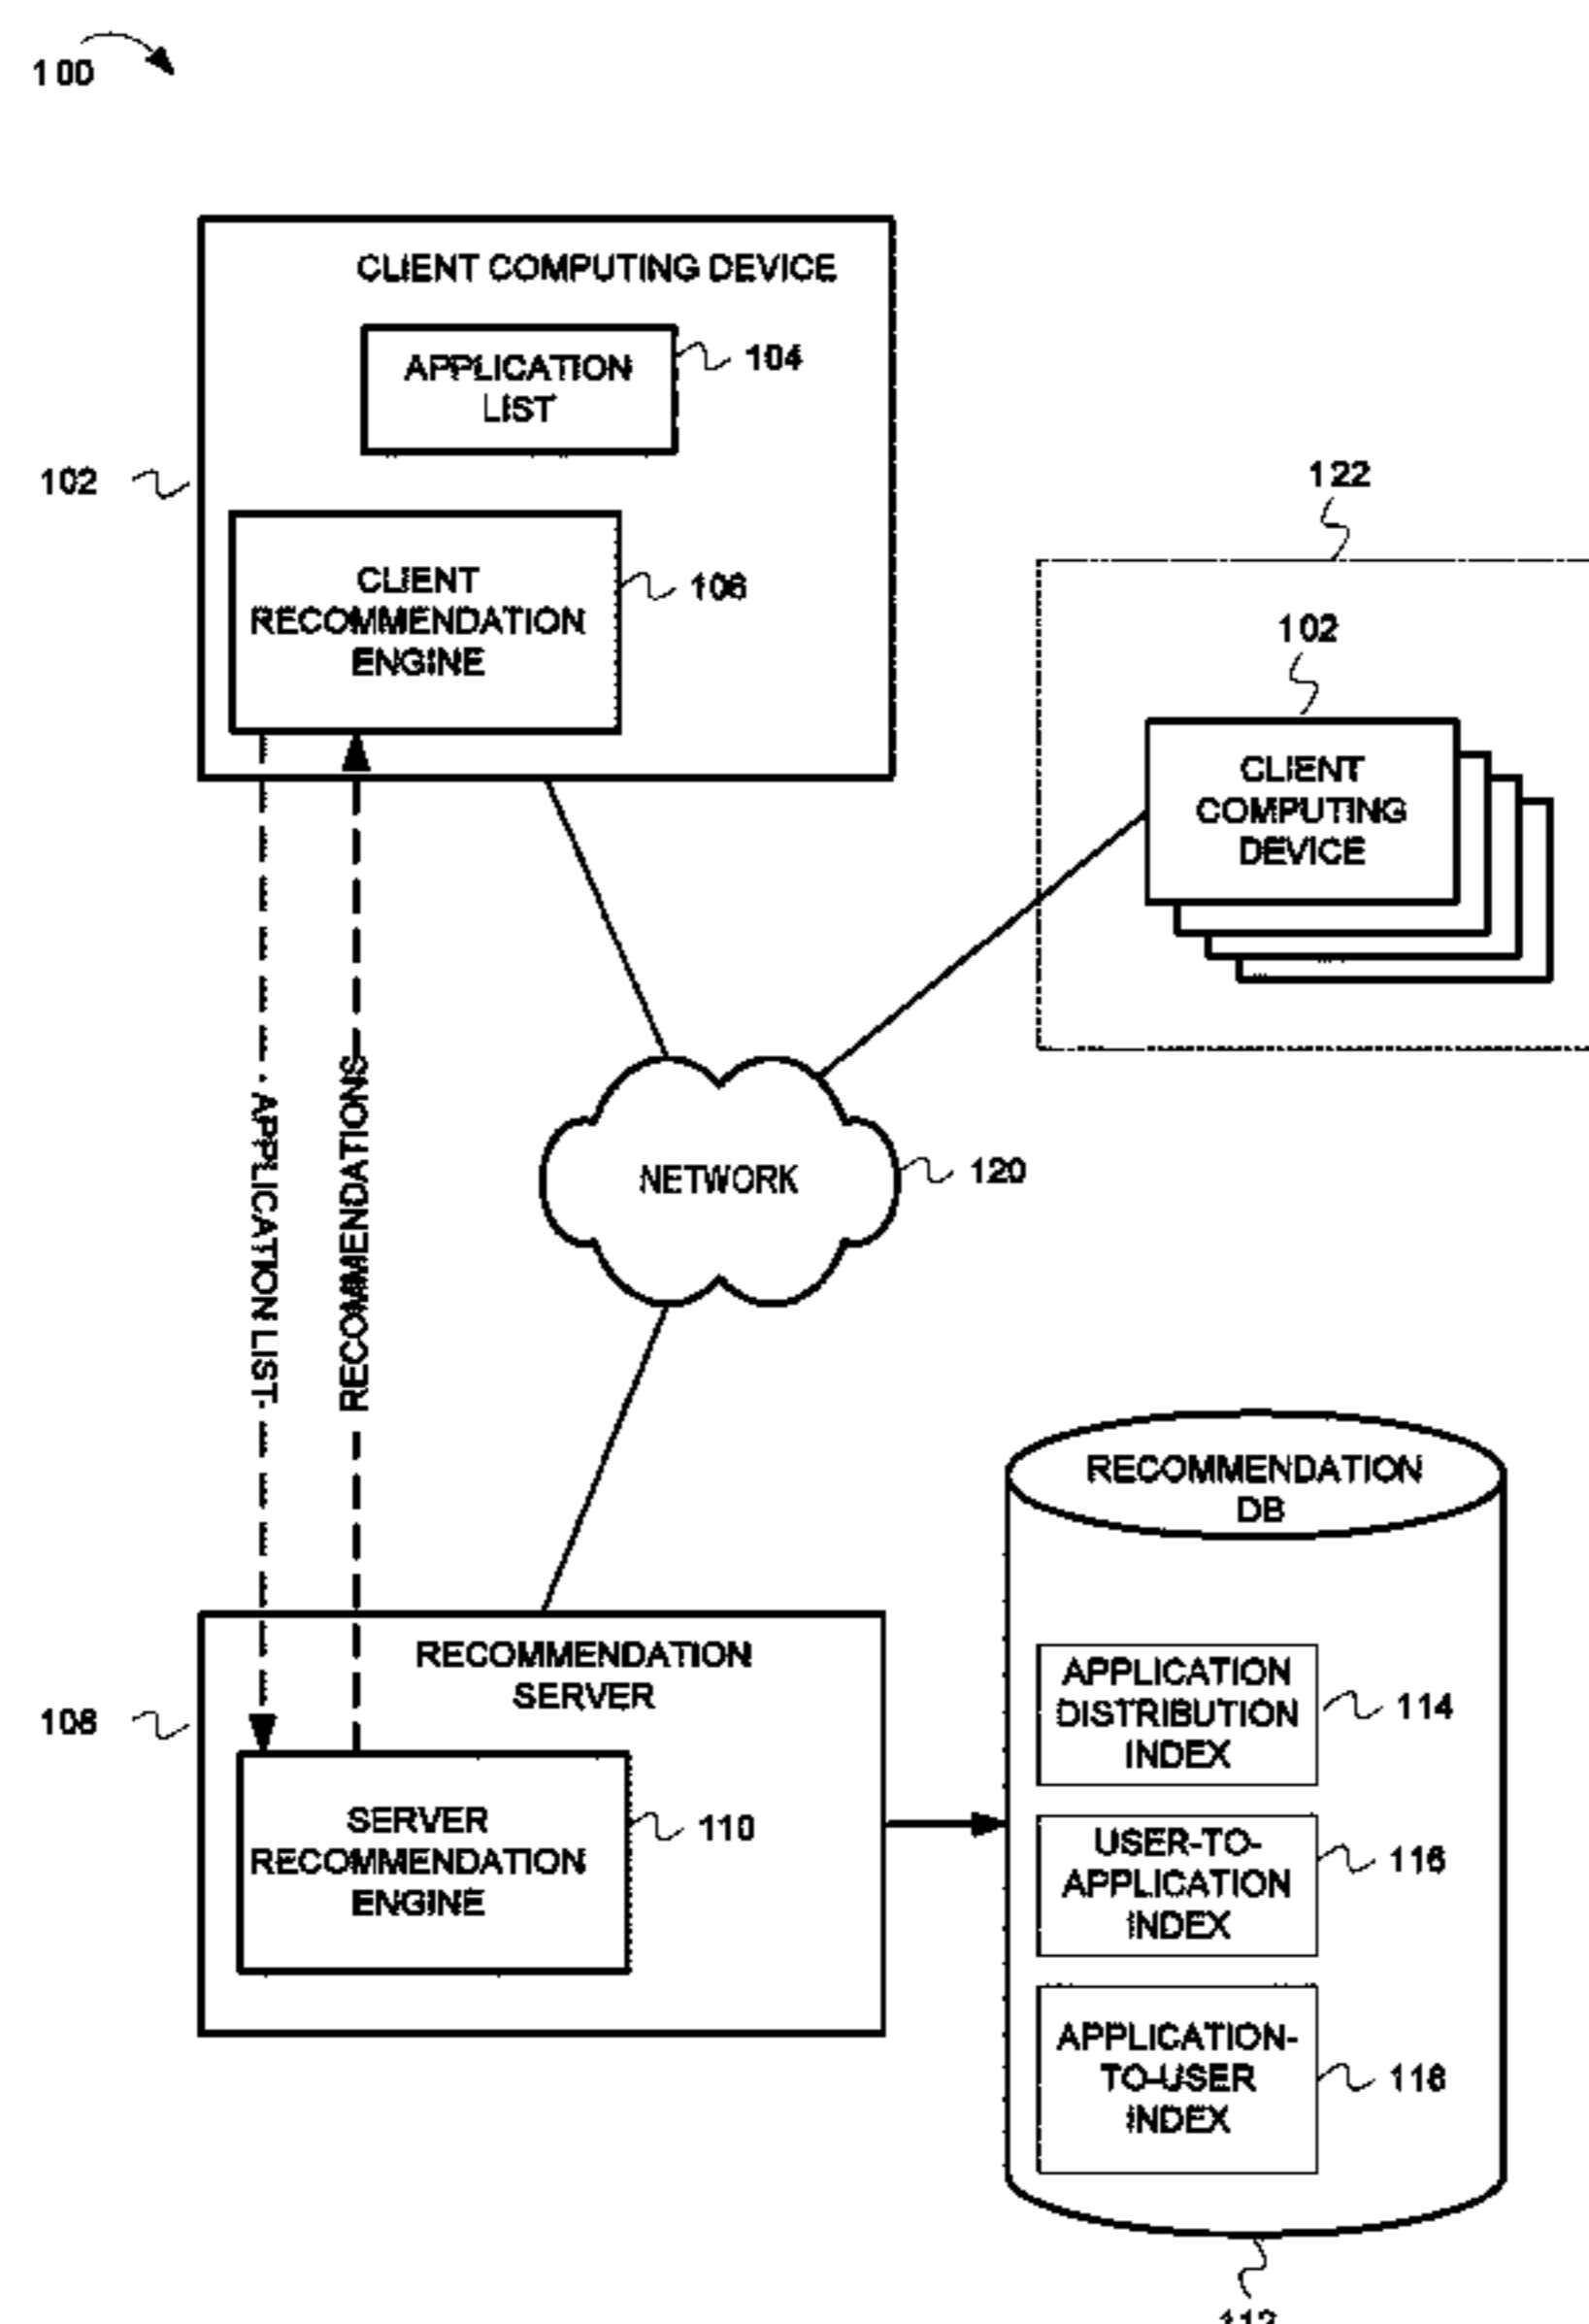 100
CLIENT COMPUTING DEVICE
APPLICATION
LIST
104
102
CLIENT
RECOMMENDATION
ENGINE
106
122
102
CLIENT
COMPUTING
DEVICE
APPLICATION LIST
RECOMMENDATIONS
NETWORK
120
RECOMMENDATION
DB
RECOMMENDATION
SERVER
108
SERVER
RECOMMENDATION
ENGINE
110
APPLICATION
DISTRIBUTION
INDEX
114
USER-TO-
APPLICATION
INDEX
116
APPLICATION-
TO-USER
INDEX
118
112